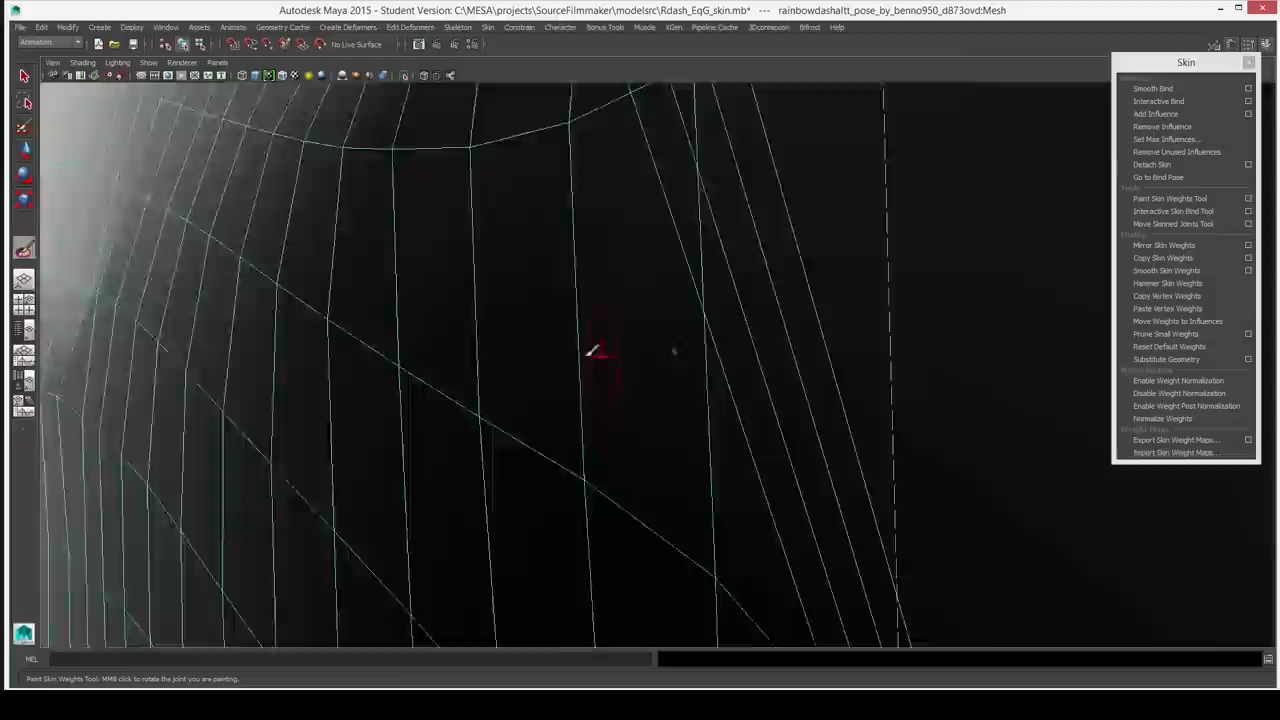 Autodesk Maya 2015 - Student Version: C:\MESA\projects\SourceFilmmaker\modelsrc\Rdash_EqG_skin.mb* --- rainbowdashaltt_pose_by_benno950_d873ovd:Mesh
File Edit Modify Create Display Window Assets Animate Geometry Cache Create Deformers Edit Deformers Skeleton Skin Constrain Character Bonus Tools Muscle XGen Pipeline Cache 3Dconnexion Bifrost Help
Animation No Live Surface
View Shading Lighting Show Renderer Panels
Skin
Smooth Bind
Interactive Bind
Add Influence
Remove Influence
Set Max Influences...
Remove Unused Influences
Detach Skin
Go to Bind Pose
Paint Skin Weights Tool
Interactive Skin Bind Tool
Move Skinned Joints Tool
Mirror Skin Weights
Copy Skin Weights
Smooth Skin Weights
Hammer Skin Weights
Copy Vertex Weights
Paste Vertex Weights
Move Weights to Influences
Prune Small Weights
Reset Default Weights
Substitute Geometry
Enable Weight Normalization
Disable Weight Normalization
Enable Weight Post Normalization
Normalize Weights
Export Skin Weight Maps...
Import Skin Weight Maps...
MEL
Paint Skin Weights Tool: MMB click to rotate the joint you are painting.